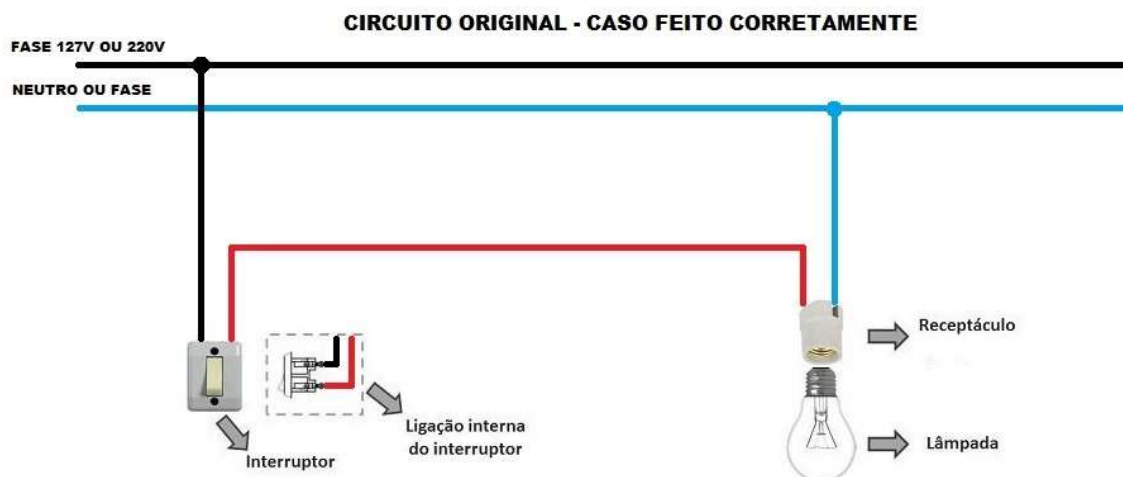 CIRCUITO ORIGINAL - CASO FEITO CORRETAMENTE
FASE 127V OU 220V
NEUTRO OU FASE
Receptáculo
Ligação interna
do interruptor
Interruptor
Lâmpada